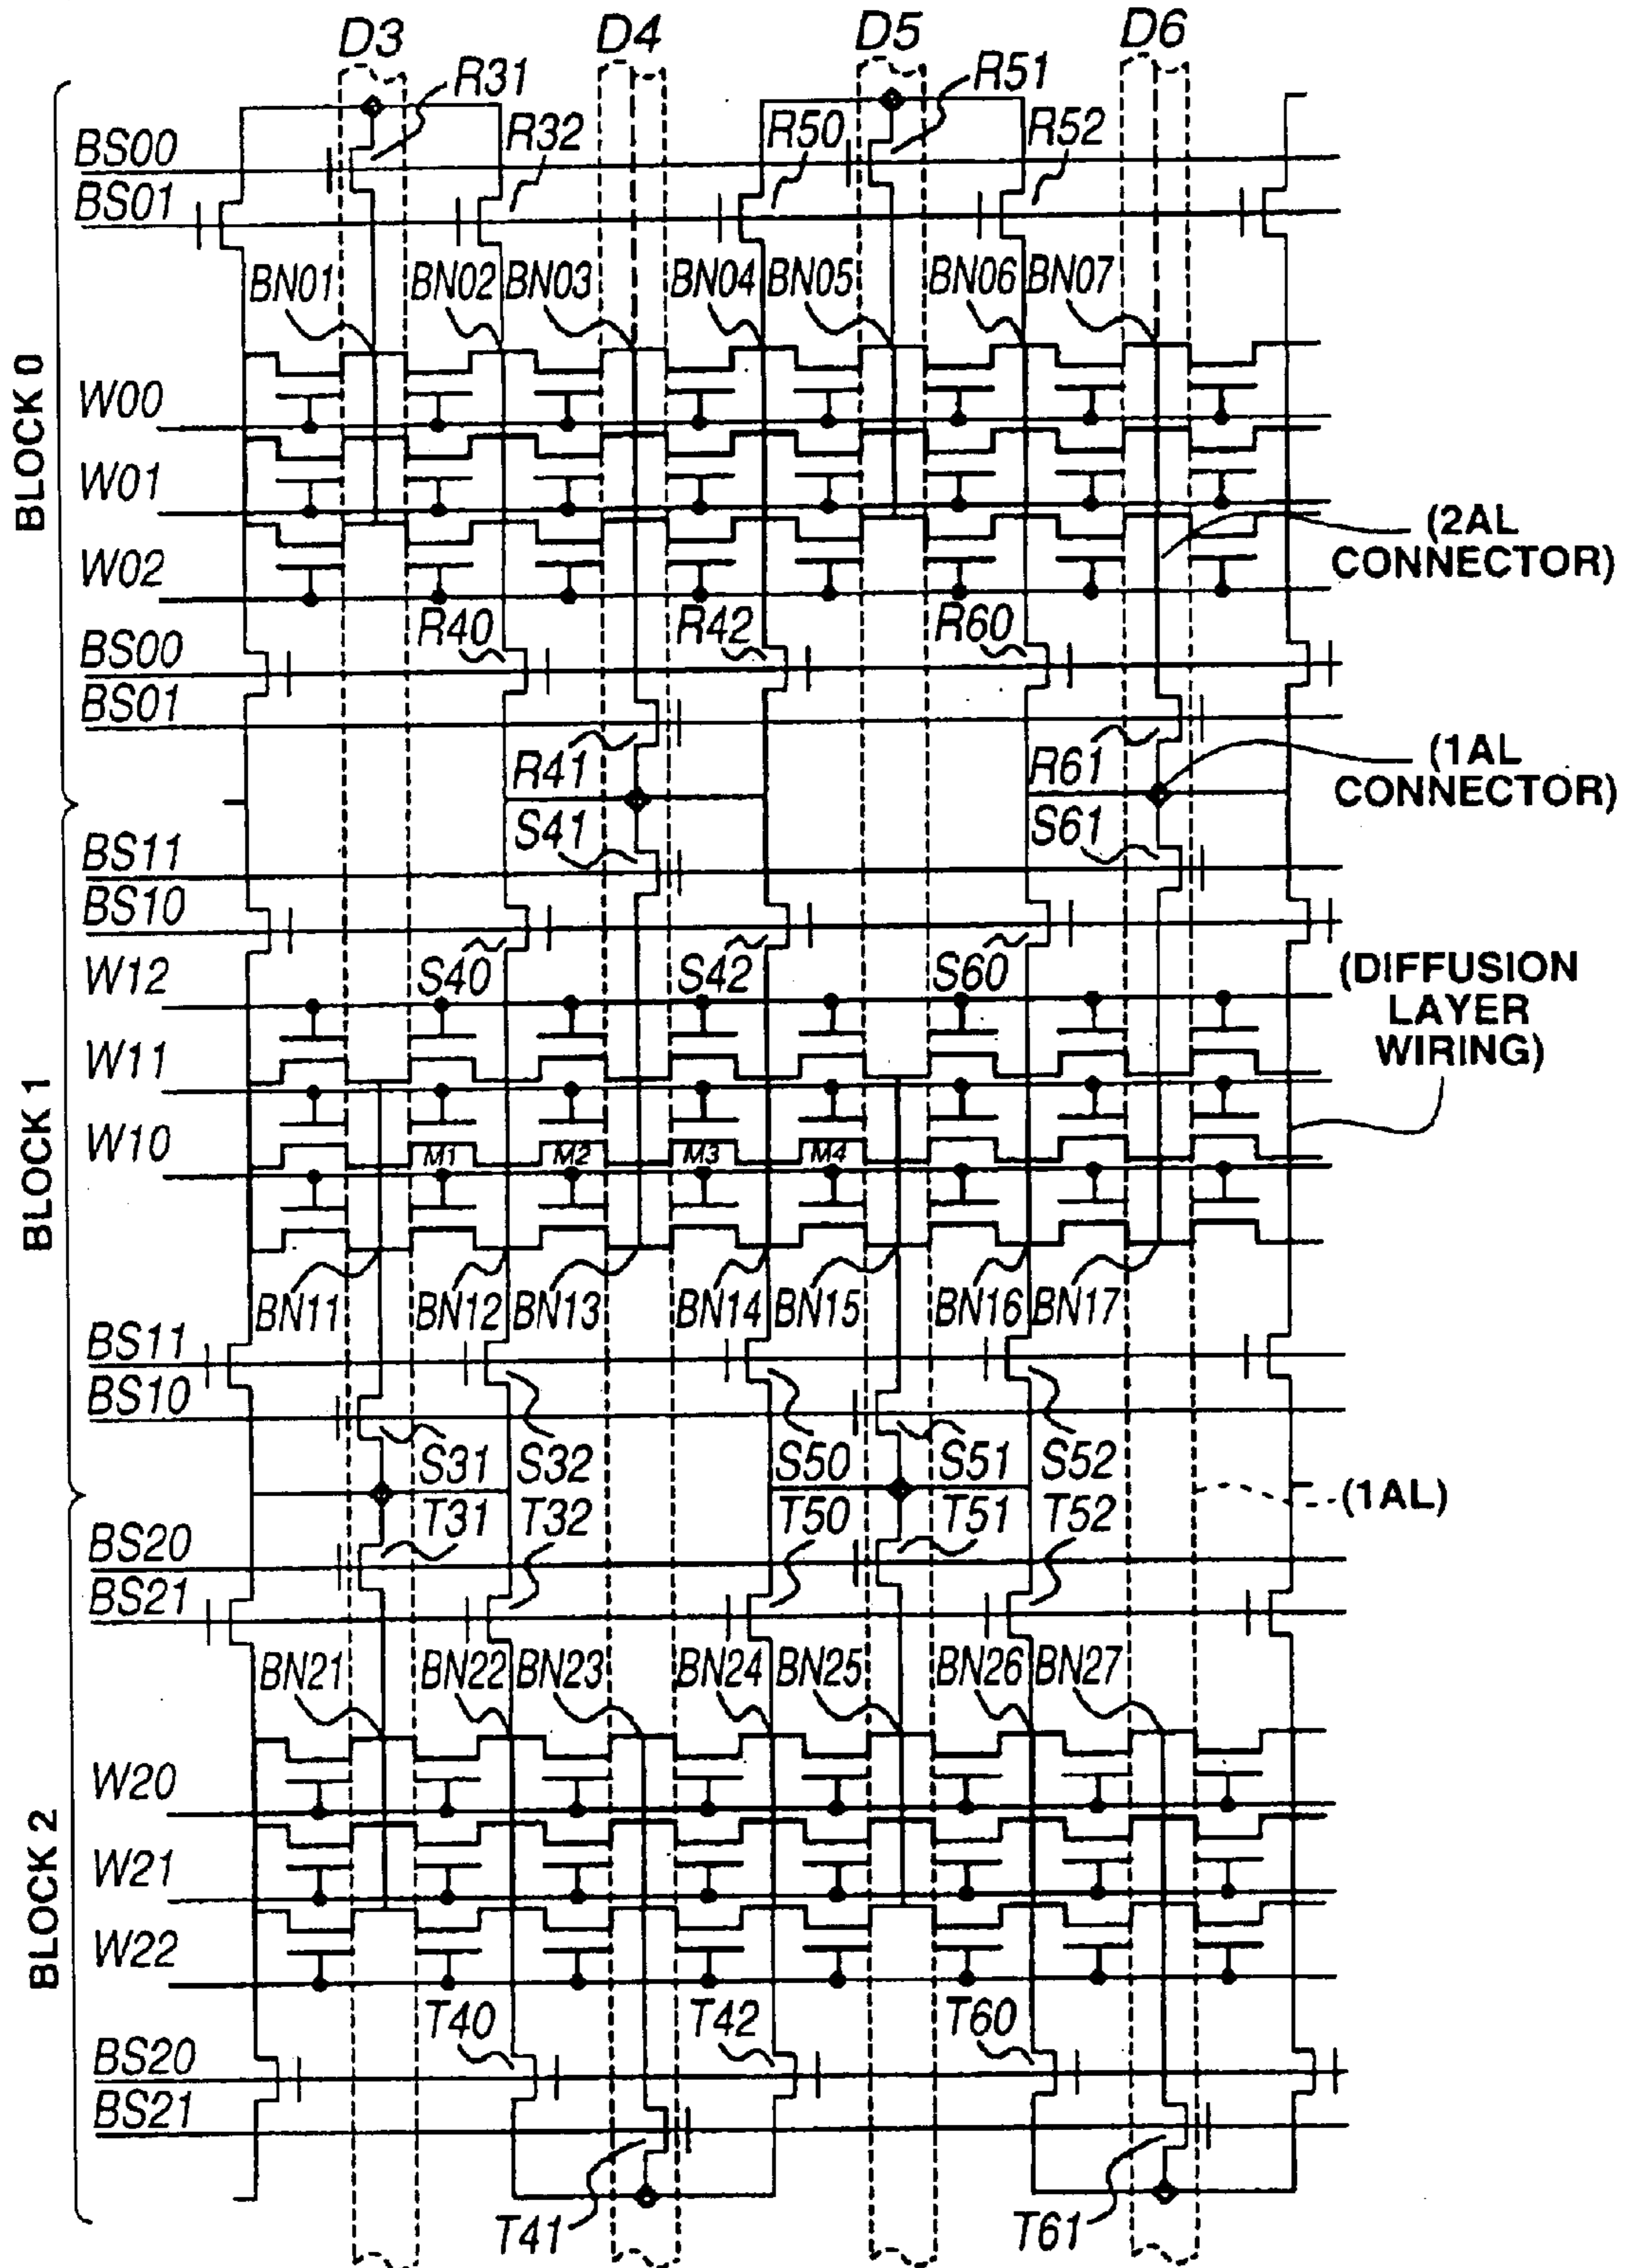 D3 D4 D5 D6
R31 R51
BS00 R32 R50 R52
BS01
BN01 BN02 BN03 BN04 BN05 BN06 BN07
BLOCK 0
W00
W01
(2AL
CONNECTOR)
W02
R40 R42 R60
BS00
BS01
R41 R61
(1AL
CONNECTOR)
S41 S61
BS11
BS10
W12 S40 S42 S60
(DIFFUSION
LAYER
WIRING)
W11
BLOCK 1
W10 M1 M2 M3 M4
BN11 BN12 BN13 BN14 BN15 BN16 BN17
BS11
BS10
S31 S32 S50 S51 S52
(1AL)
T31 T32 T50 T51 T52
BS20
BS21
BN21 BN22 BN23 BN24 BN25 BN26 BN27
W20
BLOCK 2
W21
W22
T40 T42 T60
BS20
BS21
T41 T61